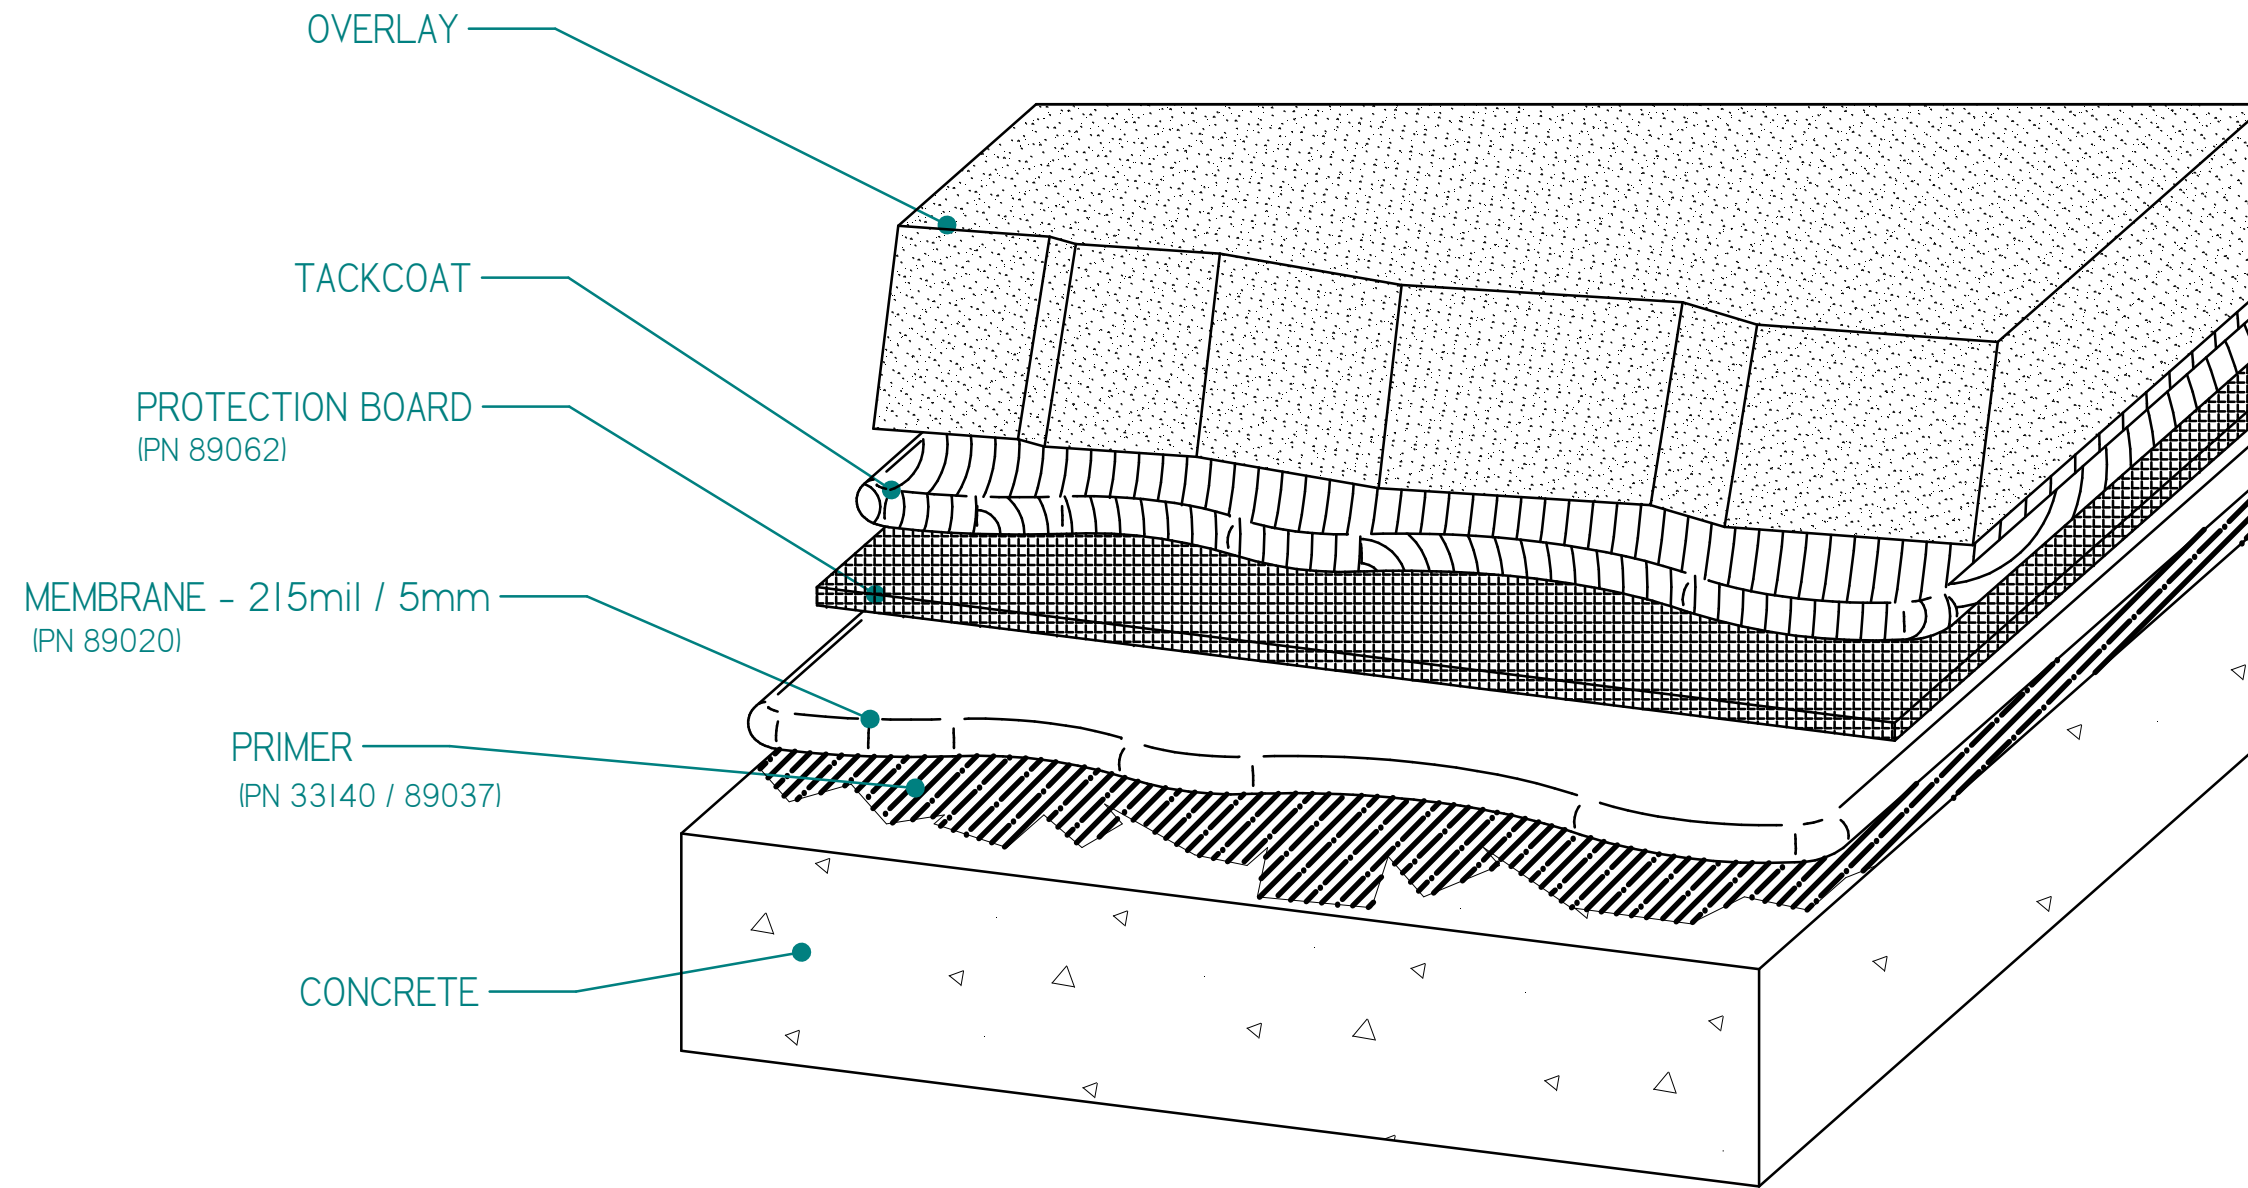 OVERLAY
TACKCOAT
PROTECTION BOARD
(PN 89062)
MEMBRANE - 215mil / 5mm
(PN 89020)
PRIMER
(PN 33140 / 89037)
CONCRETE